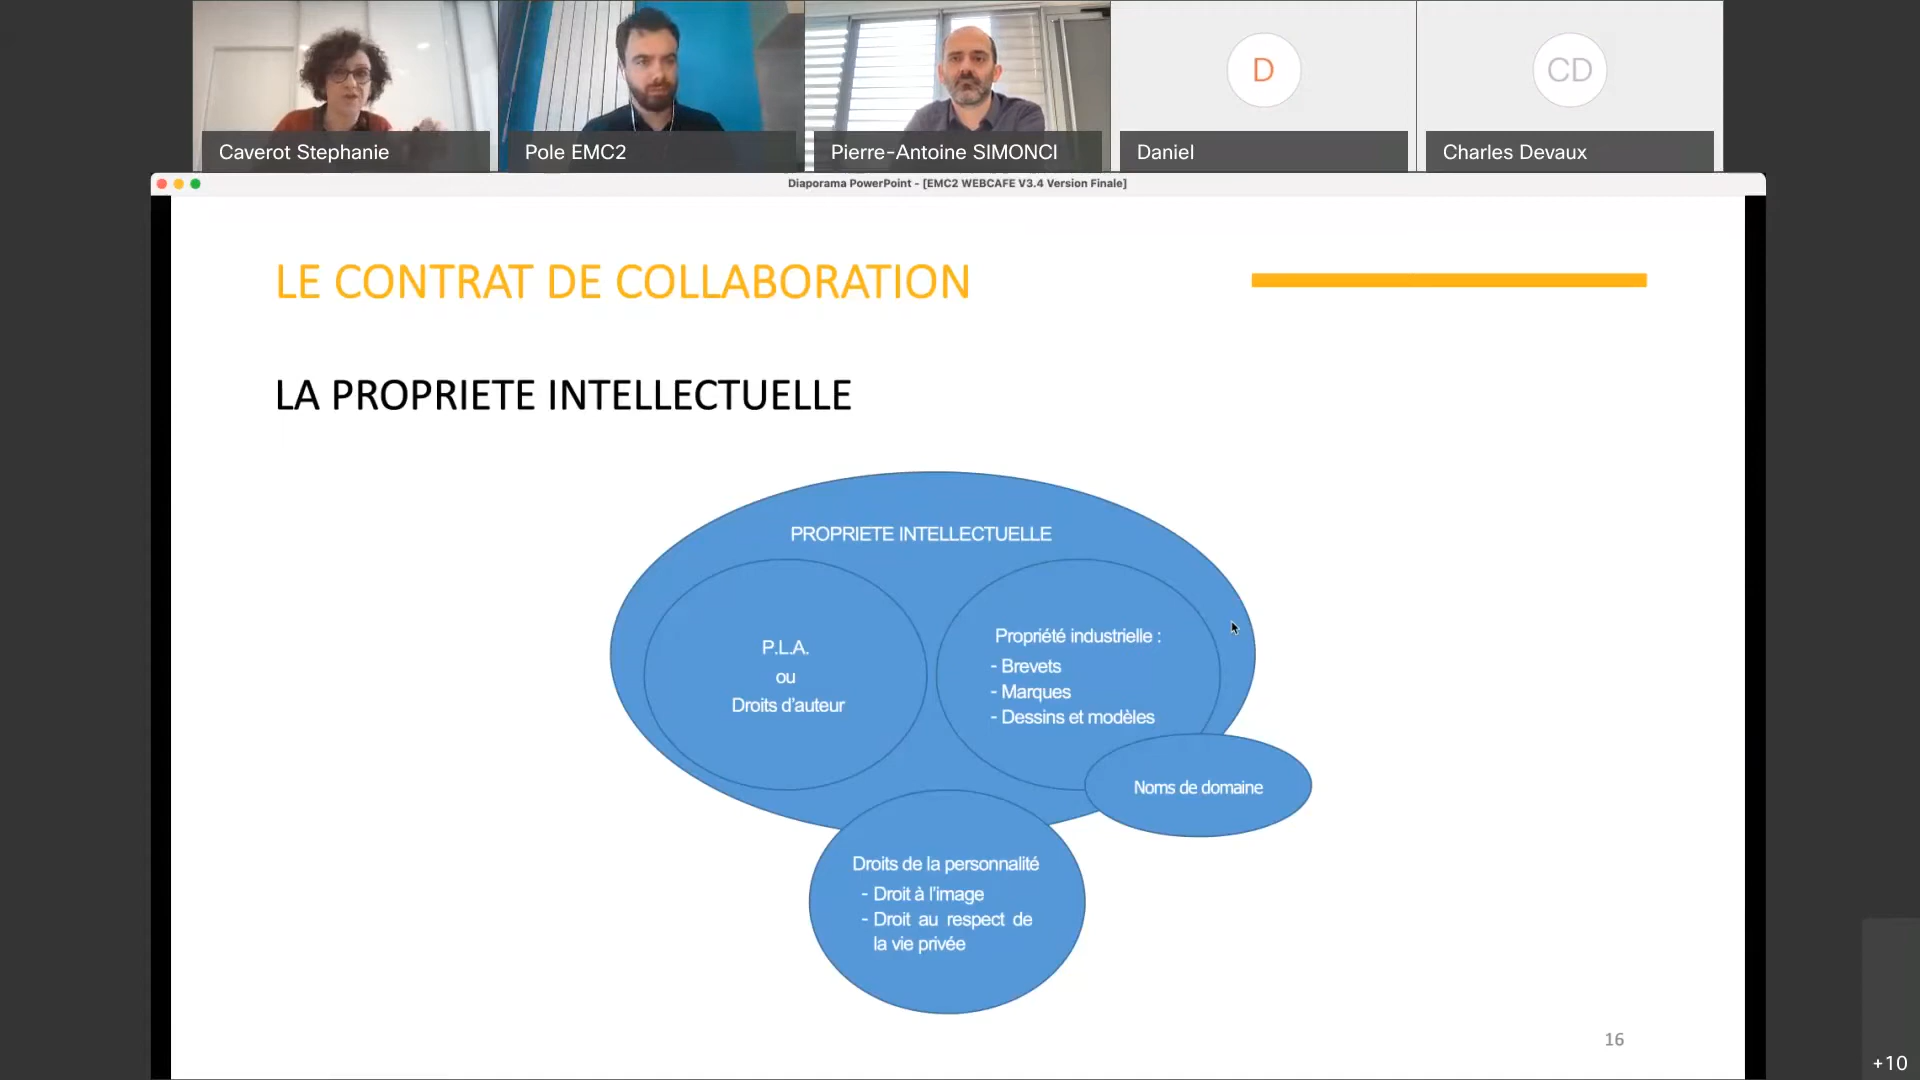 Caverot Stephanie
Pole EMC2
Pierre-Antoine SIMONCI
D
Daniel
CD
Charles Devaux
Diaporama PowerPoint - [EMC2 WEBCAFE V3.4 Version Finale]
LE CONTRAT DE COLLABORATION
LA PROPRIETE INTELLECTUELLE
PROPRIETE INTELLECTUELLE
P.L.A.
ou
Droits d’auteur
Propriété industrielle :
- Brevets
- Marques
- Dessins et modèles
Noms de domaine
Droits de la personnalité
- Droit à l’image
- Droit au respect de
la vie privée
16
+10